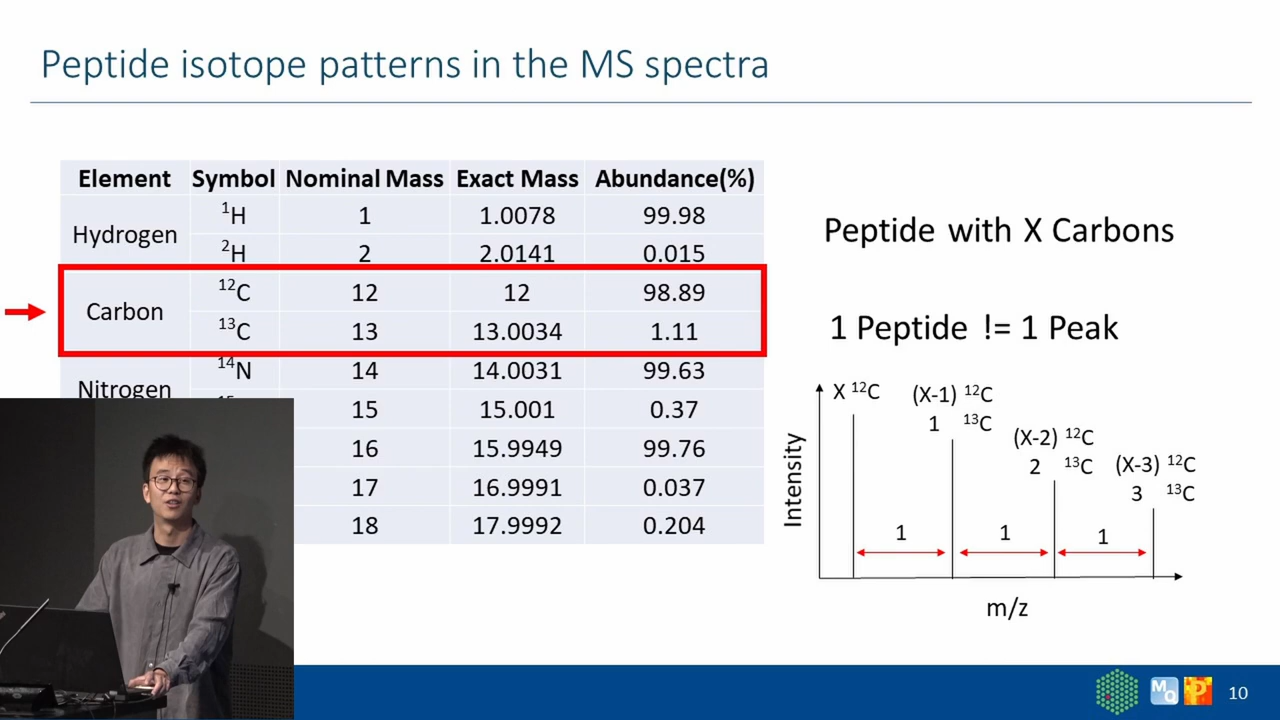 Peptide isotope patterns in the MS spectra
Element Symbol Nominal Mass Exact Mass Abundance(%)
Hydrogen
¹H 1 1.0078 99.98
²H 2 2.0141 0.015
Carbon
¹²C 12 12 98.89
¹³C 13 13.0034 1.11
Nitrogen
¹⁴N 14 14.0031 99.63
15 15.001 0.37
16 15.9949 99.76
17 16.9991 0.037
18 17.9992 0.204
Peptide with X Carbons
1 Peptide != 1 Peak
X ¹²C
(X-1) ¹²C
1 ¹³C
(X-2) ¹²C
2 ¹³C
(X-3) ¹²C
3 ¹³C
Intensity
1 1 1
m/z
MQ P 10